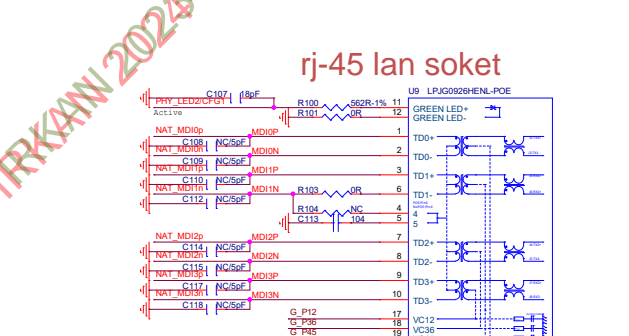 IRRKAINN 2024
rj-45 lan soket
U9 LPJG0926HENL-POE
C107 18pF
PHY_LED2/CFG1
Active
R100 562R-1% 11 GREEN LED+
R101 0R 12 GREEN LED-
NAT_MDI0p MDI0P 1 TD0+
C108 NC/5pF
NAT_MDI0n MDI0N 2 TD0-
C109 NC/5pF
NAT_MDI1p MDI1P 3 TD1+
C110 NC/5pF
NAT_MDI1n MDI1N R103 0R 6 TD1-
C112 NC/5pF
R104 NC 4 4
C113 104 5 5
NAT_MDI2p MDI2P 7 TD2+
C114 NC/5pF
NAT_MDI2n MDI2N 8 TD2-
C115 NC/5pF
NAT_MDI3p MDI3P 9 TD3+
C117 NC/5pF
NAT_MDI3n MDI3N 10 TD3-
C118 NC/5pF
G_P12 17 VC12
G_P36 18 VC36
G_P45 19